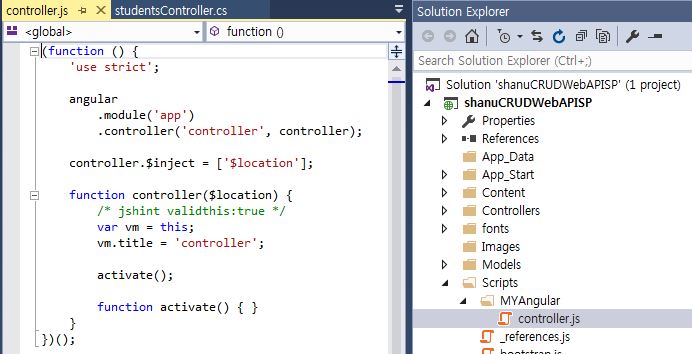 controller.js
studentsController.cs
<global>
function ()
(function () {
    'use strict';
    angular
        .module('app')
        .controller('controller', controller);
    controller.$inject = ['$location'];
    function controller($location) {
        /* jshint validthis:true */
        var vm = this;
        vm.title = 'controller';
        activate();
        function activate() { }
    }
})();
Solution Explorer
Search Solution Explorer (Ctrl+;)
Solution 'shanuCRUDWebAPISP' (1 project)
shanuCRUDWebAPISP
Properties
References
App_Data
App_Start
Content
Controllers
fonts
Images
Models
Scripts
MYAngular
controller.js
_references.js
bootstrap.js